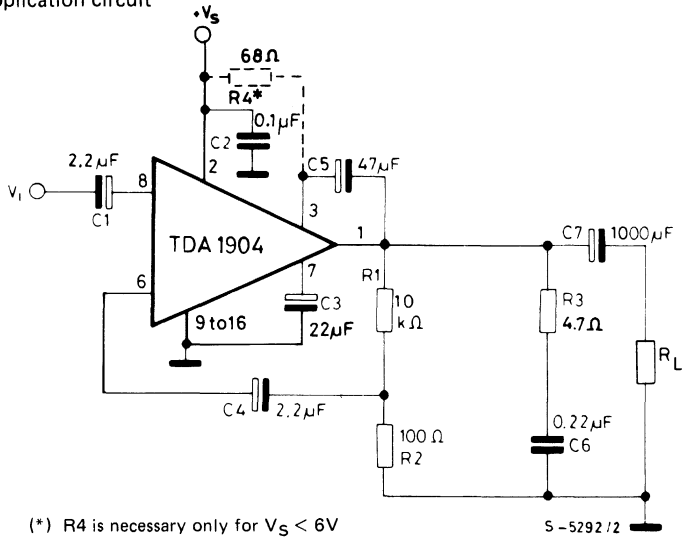 pplication circuit
+Vs
68Ω
R4*
0.1µF
C2
2.2µF
2
C5
47µF
VI
8
C1
3
TDA 1904
1
C7
1000µF
6
7
R1
10
kΩ
C3
R3
4.7Ω
9 to16
22µF
RL
C4
2.2µF
100Ω
R2
0.22µF
C6
(*) R4 is necessary only for VS < 6V
S-5292/2